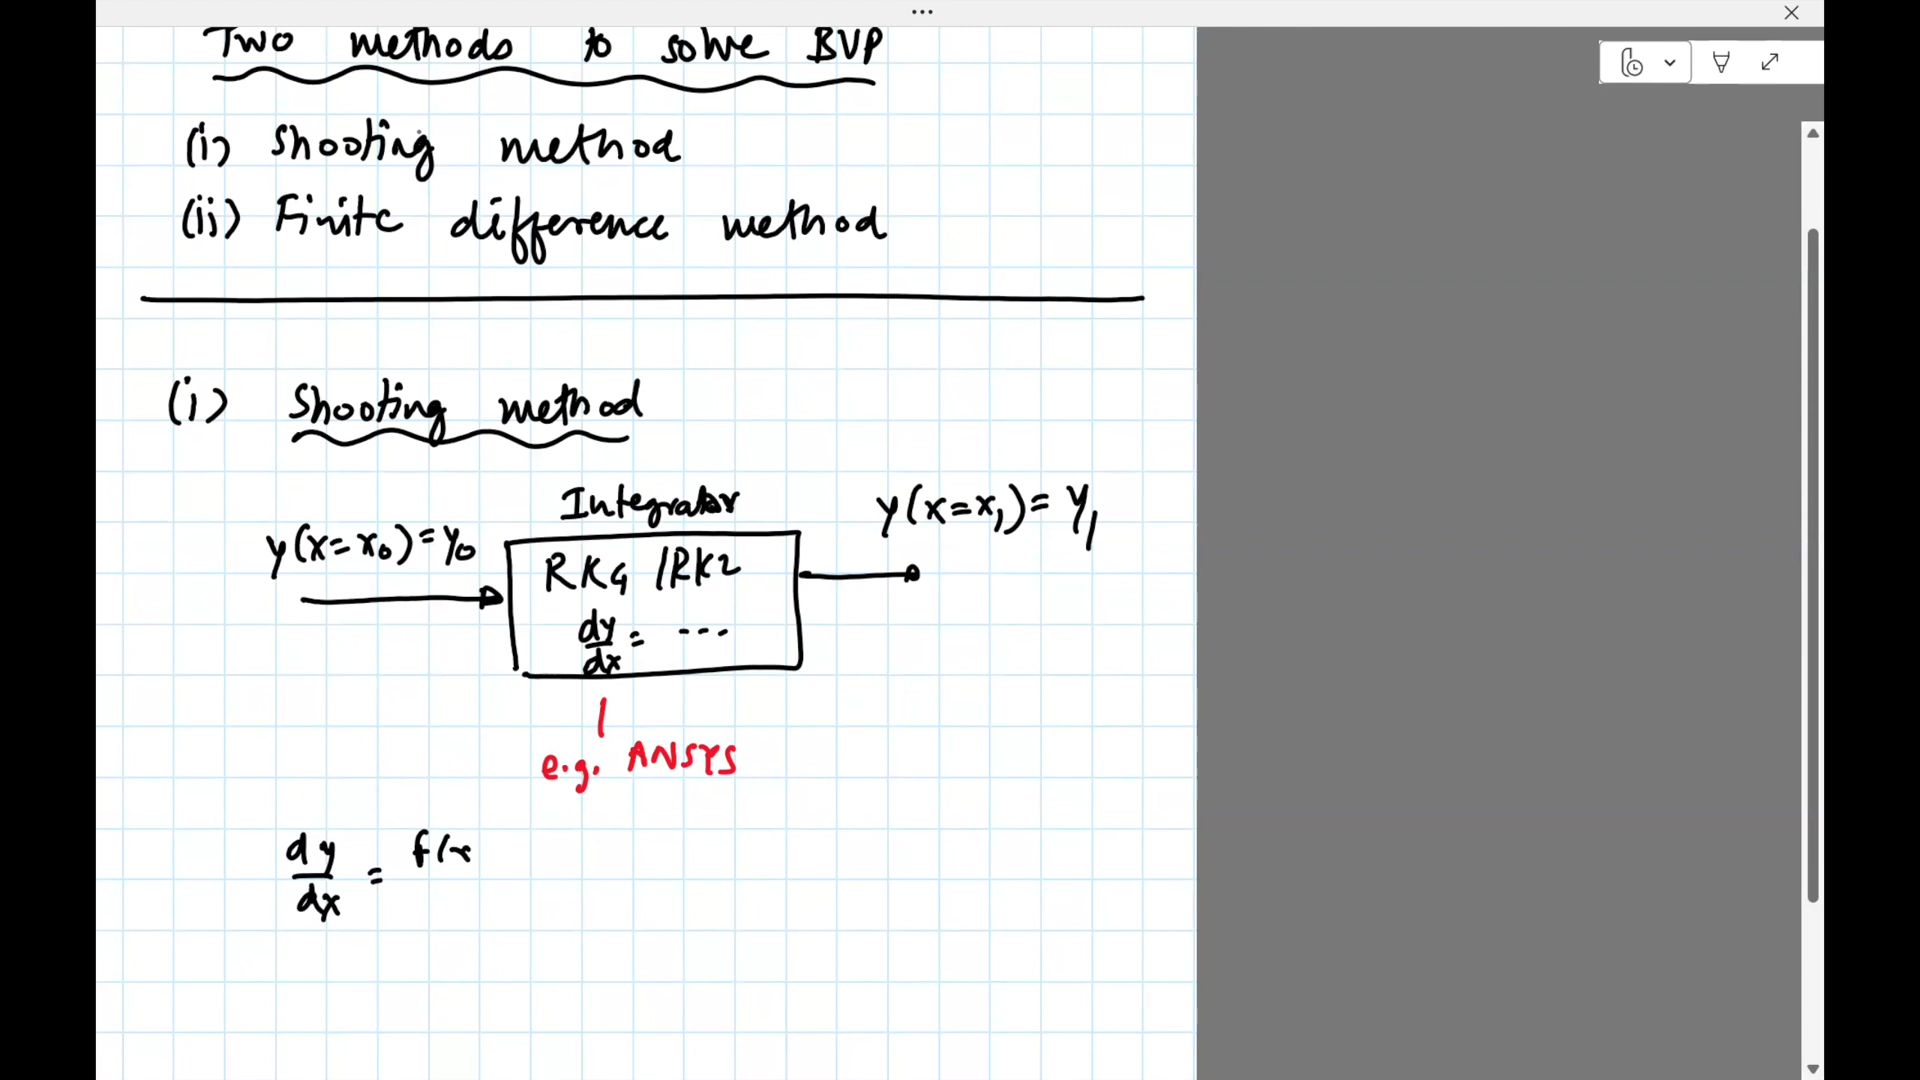 Two methods to solve BVP
(i) Shooting method
(ii) Finite difference method
(i) Shooting method
Integrator
y(x=x₀)=y₀
y(x=x₁)=y₁
RK4 /RK2
dy/dx = ...
e.g. ANSYS
dy/dx = f(x